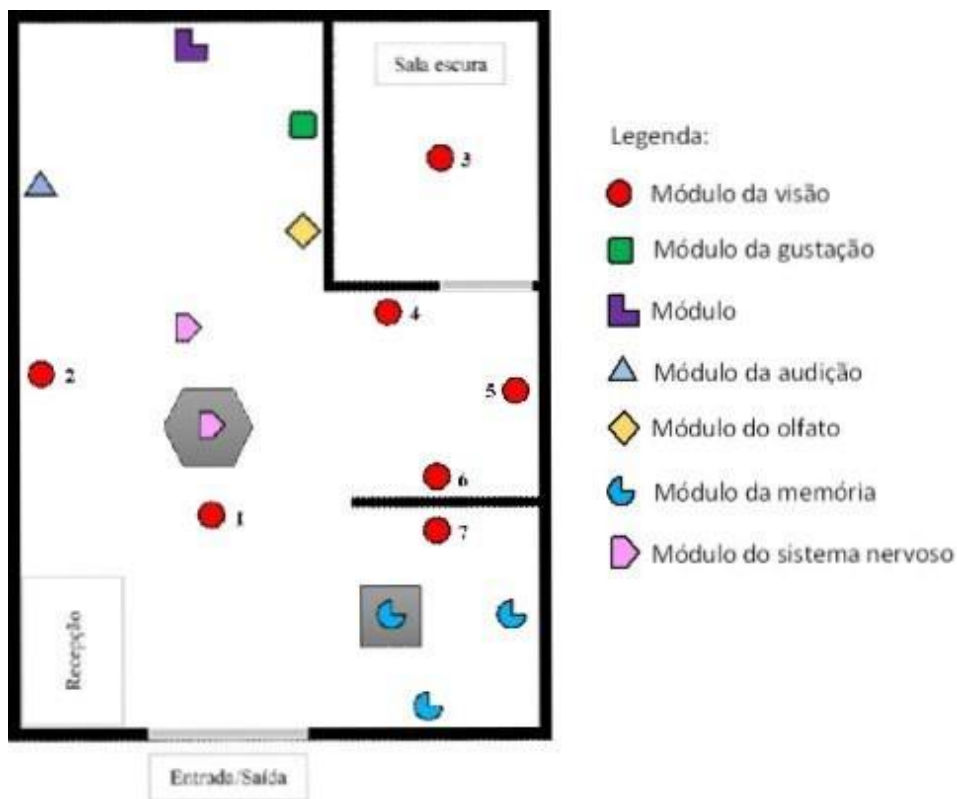 Sala escura
3
4
2
5
6
1
7
Recepção
Entrada/Saída
Legenda:
Módulo da visão
Módulo da gustação
Módulo
Módulo da audição
Módulo do olfato
Módulo da memória
Módulo do sistema nervoso